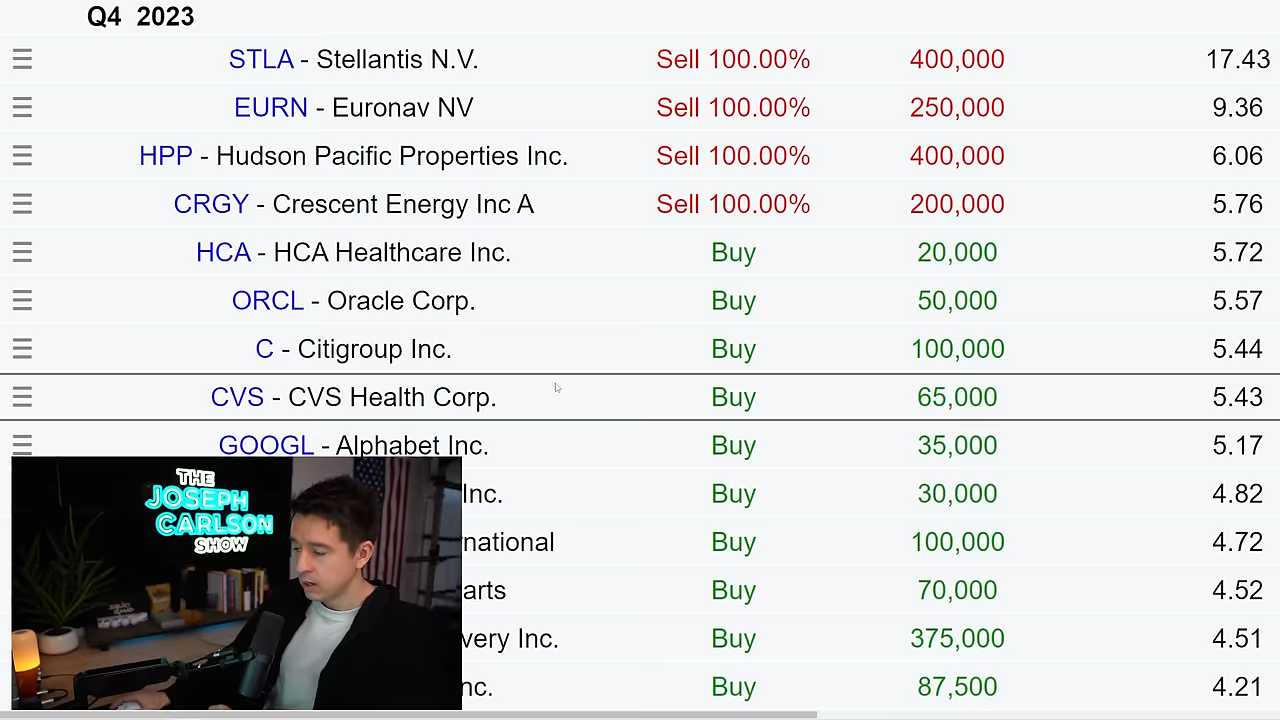 Q4 2023
STLA - Stellantis N.V. Sell 100.00% 400,000 17.43
EURN - Euronav NV Sell 100.00% 250,000 9.36
HPP - Hudson Pacific Properties Inc. Sell 100.00% 400,000 6.06
CRGY - Crescent Energy Inc A Sell 100.00% 200,000 5.76
HCA - HCA Healthcare Inc. Buy 20,000 5.72
ORCL - Oracle Corp. Buy 50,000 5.57
C - Citigroup Inc. Buy 100,000 5.44
CVS - CVS Health Corp. Buy 65,000 5.43
GOOGL - Alphabet Inc. Buy 35,000 5.17
Inc. Buy 30,000 4.82
rnational Buy 100,000 4.72
arts Buy 70,000 4.52
very Inc. Buy 375,000 4.51
nc. Buy 87,500 4.21
THE
JOSEPH
CARLSON
SHOW